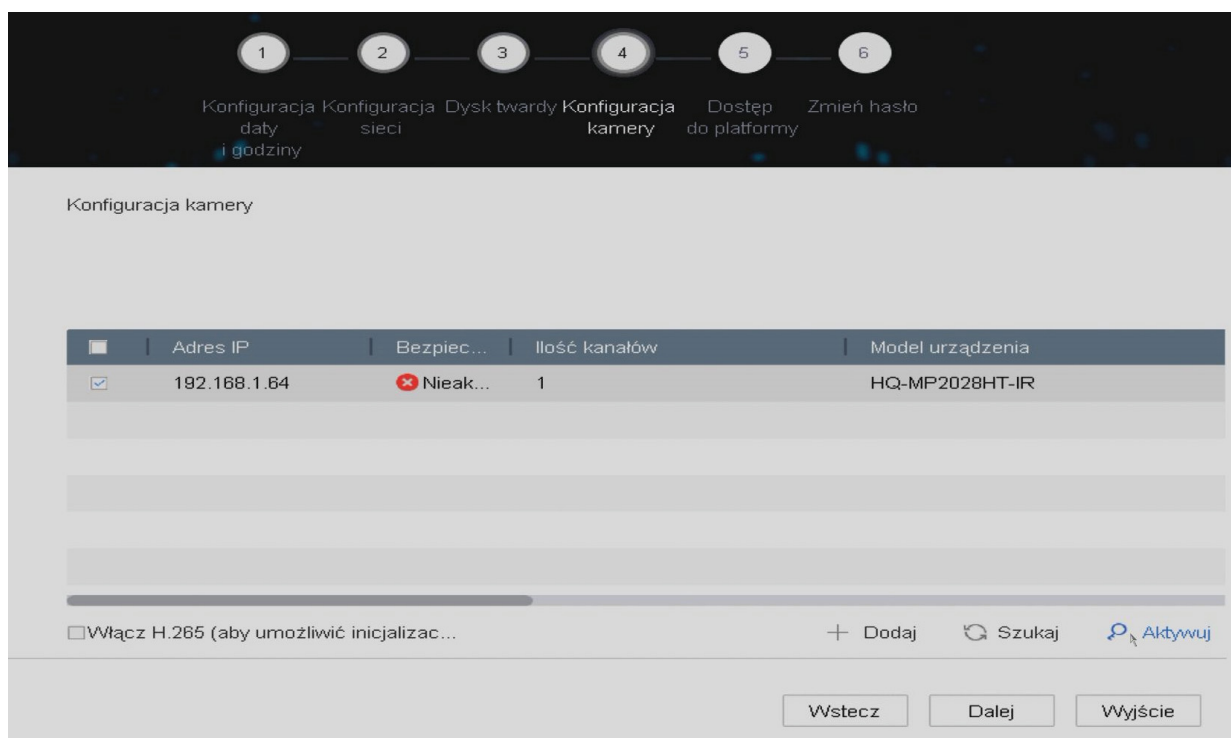 1 2 3 4 5 6
Konfiguracja Konfiguracja Dysk twardy Konfiguracja Dostęp Zmień hasło
daty sieci kamery do platformy
i godziny
Konfiguracja kamery
Adres IP Bezpiec... Ilość kanałów Model urządzenia
192.168.1.64 Nieak... 1 HQ-MP2028HT-IR
Włącz H.265 (aby umożliwić inicjalizac... Dodaj Szukaj Aktywuj
Wstecz Dalej Wyjście